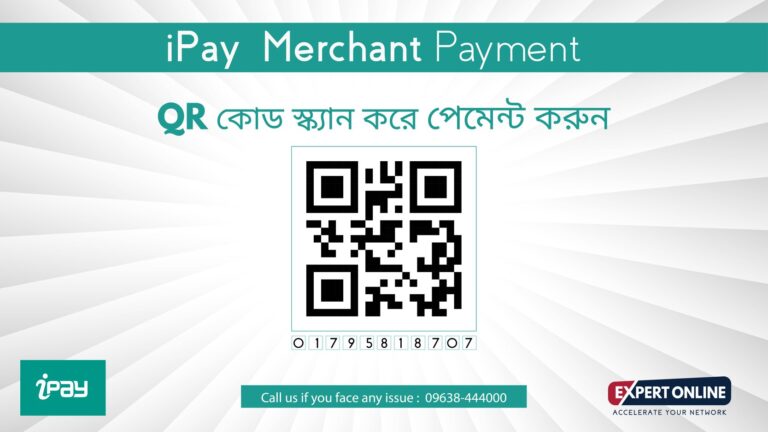 iPay Merchant Payment
QR কোড স্ক্যান করে পেমেন্ট করুন
01795818707
ipay
Call us if you face any issue : 09638-444000
EXPERT ONLINE
ACCELERATE YOUR NETWORK